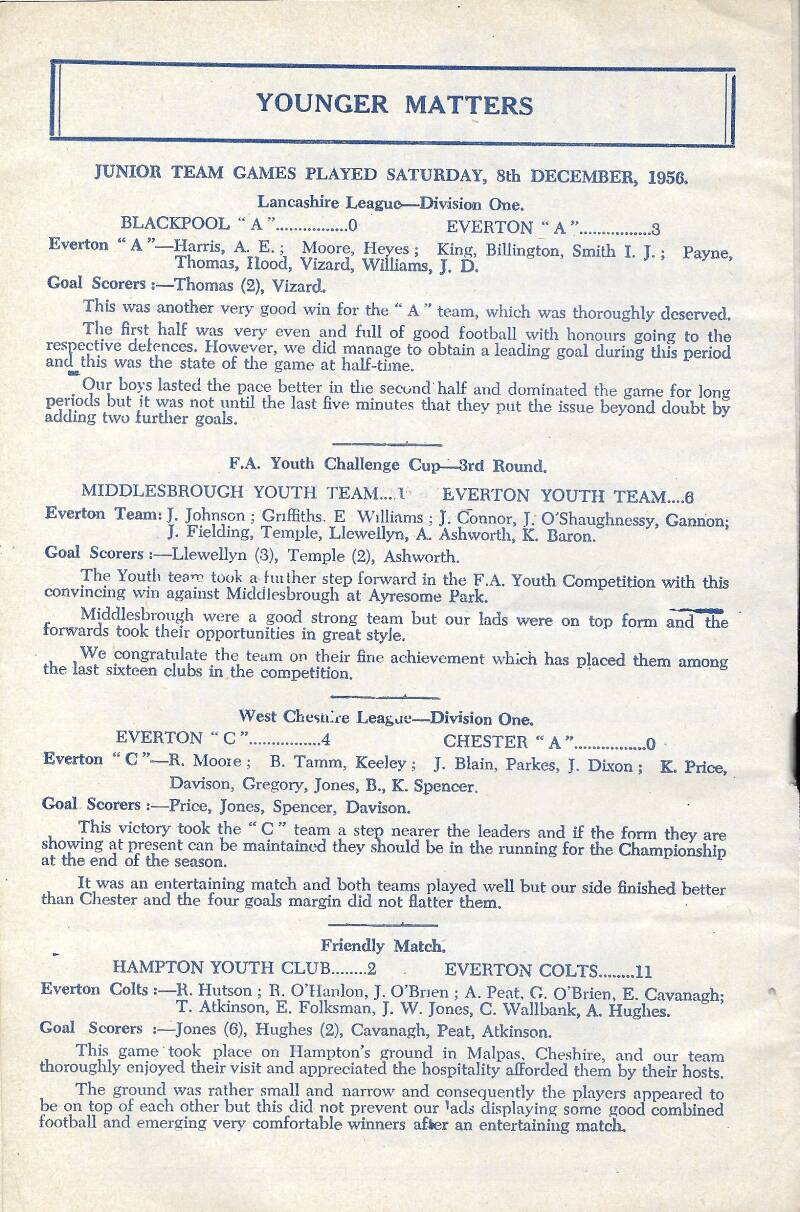 YOUNGER MATTERS
JUNIOR TEAM GAMES PLAYED SATURDAY, 8th DECEMBER, 1956.
Lancashire League—Division One.
BLACKPOOL " A "................0 EVERTON " A "................3
Everton " A "—Harris, A. E. ; Moore, Heyes ; King, Billington, Smith I. J. ; Payne,
Thomas, Hood, Vizard, Williams, J. D.
Goal Scorers :—Thomas (2), Vizard.
This was another very good win for the " A " team, which was thoroughly deserved.
The first half was very even and full of good football with honours going to the
respective defences. However, we did manage to obtain a leading goal during this period
and this was the state of the game at half-time.
Our boys lasted the pace better in the second half and dominated the game for long
periods but it was not until the last five minutes that they put the issue beyond doubt by
adding two further goals.
F.A. Youth Challenge Cup—3rd Round.
MIDDLESBROUGH YOUTH TEAM....1 EVERTON YOUTH TEAM....6
Everton Team: J. Johnson ; Griffiths. E Williams ; J. Connor, J. O'Shaughnessy, Gannon;
J. Fielding, Temple, Llewellyn, A. Ashworth, K. Baron.
Goal Scorers :—Llewellyn (3), Temple (2), Ashworth.
The Youth team took a further step forward in the F.A. Youth Competition with this
convincing win against Middlesbrough at Ayresome Park.
Middlesbrough were a good strong team but our lads were on top form and the
forwards took their opportunities in great style.
We congratulate the team on their fine achievement which has placed them among
the last sixteen clubs in the competition.
West Cheshire League—Division One.
EVERTON " C "................4 CHESTER " A "................0
Everton " C "—R. Moore ; B. Tamm, Keeley ; J. Blain, Parkes, J. Dixon ; K. Price,
Davison, Gregory, Jones, B., K. Spencer.
Goal Scorers :—Price, Jones, Spencer, Davison.
This victory took the " C " team a step nearer the leaders and if the form they are
showing at present can be maintained they should be in the running for the Championship
at the end of the season.
It was an entertaining match and both teams played well but our side finished better
than Chester and the four goals margin did not flatter them.
Friendly Match.
HAMPTON YOUTH CLUB........2 EVERTON COLTS........11
Everton Colts :—R. Hutson ; R. O'Hanlon, J. O'Brien ; A. Peat, G. O'Brien, E. Cavanagh;
T. Atkinson, E. Folksman, J. W. Jones, C. Wallbank, A. Hughes.
Goal Scorers :—Jones (6), Hughes (2), Cavanagh, Peat, Atkinson.
This game took place on Hampton's ground in Malpas, Cheshire, and our team
thoroughly enjoyed their visit and appreciated the hospitality afforded them by their hosts.
The ground was rather small and narrow and consequently the players appeared to
be on top of each other but this did not prevent our lads displaying some good combined
football and emerging very comfortable winners after an entertaining match.